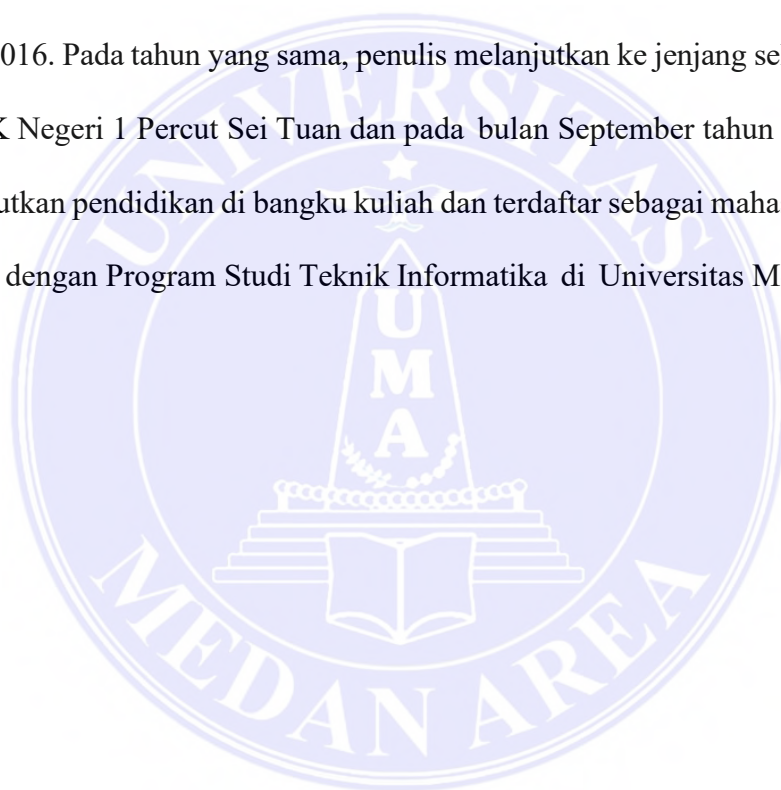 016. Pada tahun yang sama, penulis melanjutkan ke jenjang se
K Negeri 1 Percut Sei Tuan dan pada bulan September tahun
utkan pendidikan di bangku kuliah dan terdaftar sebagai maha
dengan Program Studi Teknik Informatika di Universitas M
UNIVERSITAS
U
M
A
MEDAN AREA